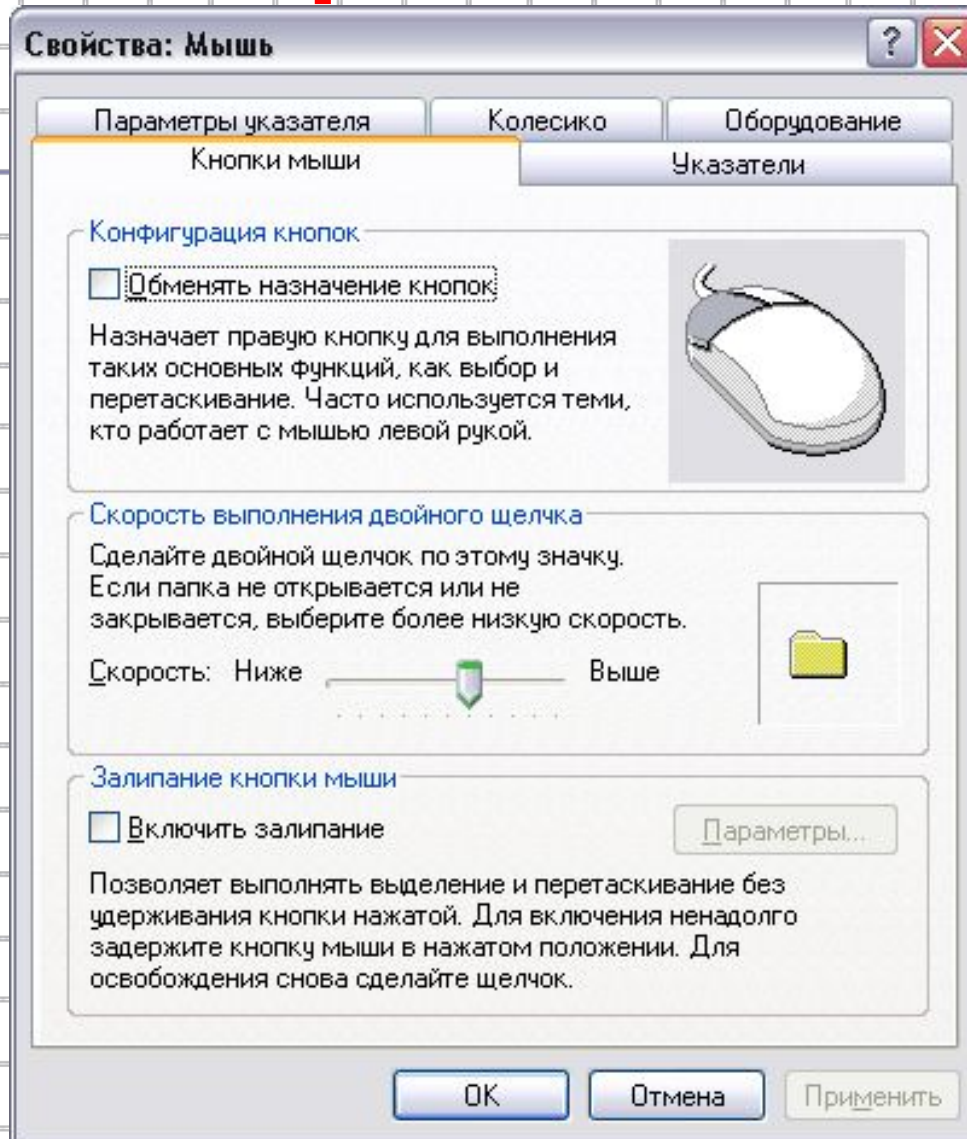 Свойства: Мышь
Параметры указателя Колесико Оборудование
Кнопки мыши Указатели
Конфигурация кнопок
Обменять назначение кнопок
Назначает правую кнопку для выполнения
таких основных функций, как выбор и
перетаскивание. Часто используется теми,
кто работает с мышью левой рукой.
Скорость выполнения двойного щелчка
Сделайте двойной щелчок по этому значку.
Если папка не открывается или не
закрывается, выберите более низкую скорость.
Скорость: Ниже Выше
Залипание кнопки мыши
Включить залипание Параметры...
Позволяет выполнять выделение и перетаскивание без
удерживания кнопки нажатой. Для включения ненадолго
задержите кнопку мыши в нажатом положении. Для
освобождения снова сделайте щелчок.
OK Отмена Применить